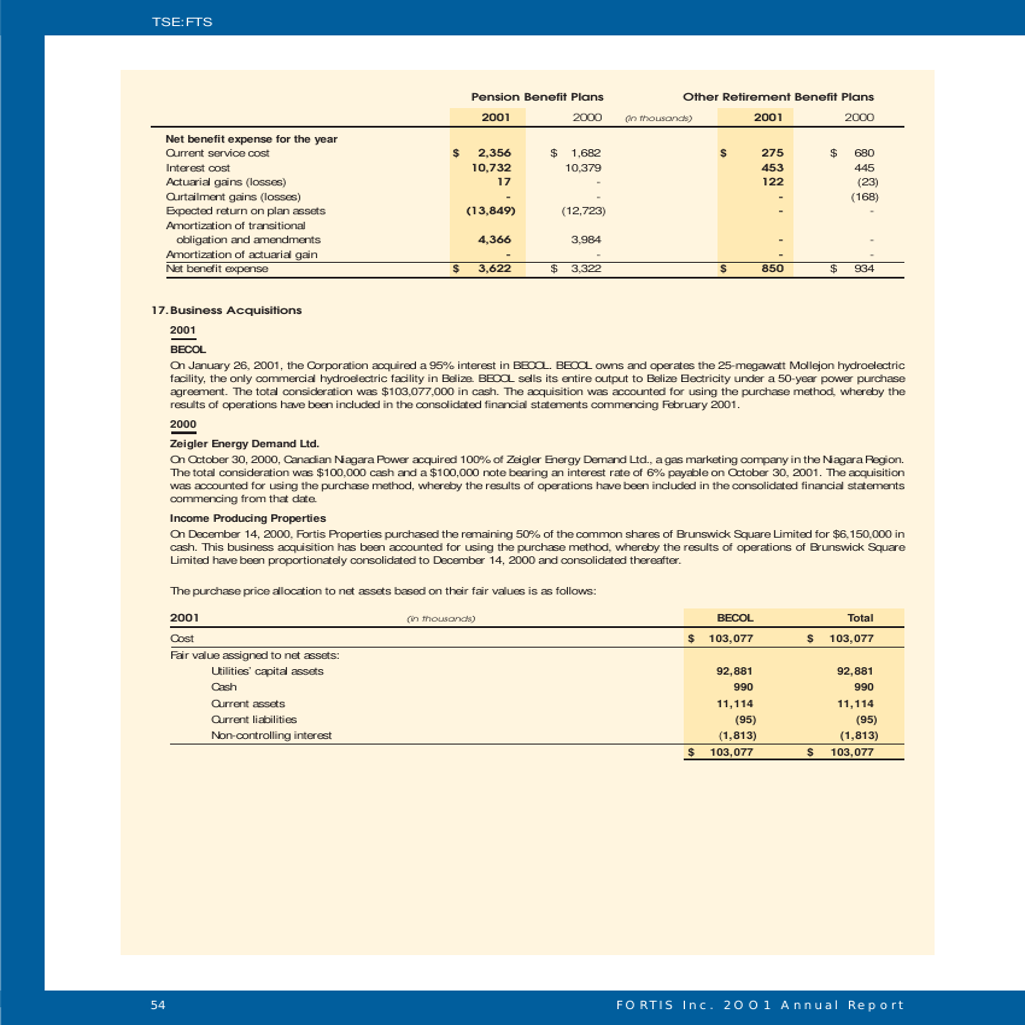 TSE:FTS
Pension Benefit Plans Other Retirement Benefit Plans
2001 2000 (in thousands) 2001 2000
Net benefit expense for the year
Current service cost $ 2,356 $ 1,682 $ 275 $ 680
Interest cost 10,732 10,379 453 445
Actuarial gains (losses) 17 - 122 (23)
Curtailment gains (losses) - - - (168)
Expected return on plan assets (13,849) (12,723) - -
Amortization of transitional
obligation and amendments 4,366 3,984 - -
Amortization of actuarial gain - - - -
Net benefit expense $ 3,622 $ 3,322 $ 850 $ 934
17. Business Acquisitions
2001
BECOL
On January 26, 2001, the Corporation acquired a 95% interest in BECOL. BECOL owns and operates the 25-megawatt Mollejon hydroelectric
facility, the only commercial hydroelectric facility in Belize. BECOL sells its entire output to Belize Electricity under a 50-year power purchase
agreement. The total consideration was $103,077,000 in cash. The acquisition was accounted for using the purchase method, whereby the
results of operations have been included in the consolidated financial statements commencing February 2001.
2000
Zeigler Energy Demand Ltd.
On October 30, 2000, Canadian Niagara Power acquired 100% of Zeigler Energy Demand Ltd., a gas marketing company in the Niagara Region.
The total consideration was $100,000 cash and a $100,000 note bearing an interest rate of 6% payable on October 30, 2001. The acquisition
was accounted for using the purchase method, whereby the results of operations have been included in the consolidated financial statements
commencing from that date.
Income Producing Properties
On December 14, 2000, Fortis Properties purchased the remaining 50% of the common shares of Brunswick Square Limited for $6,150,000 in
cash. This business acquisition has been accounted for using the purchase method, whereby the results of operations of Brunswick Square
Limited have been proportionately consolidated to December 14, 2000 and consolidated thereafter.
The purchase price allocation to net assets based on their fair values is as follows:
2001 (in thousands) BECOL Total
Cost $ 103,077 $ 103,077
Fair value assigned to net assets:
Utilities' capital assets 92,881 92,881
Cash 990 990
Current assets 11,114 11,114
Current liabilities (95) (95)
Non-controlling interest (1,813) (1,813)
$ 103,077 $ 103,077
54 FORTIS Inc. 2001 Annual Report